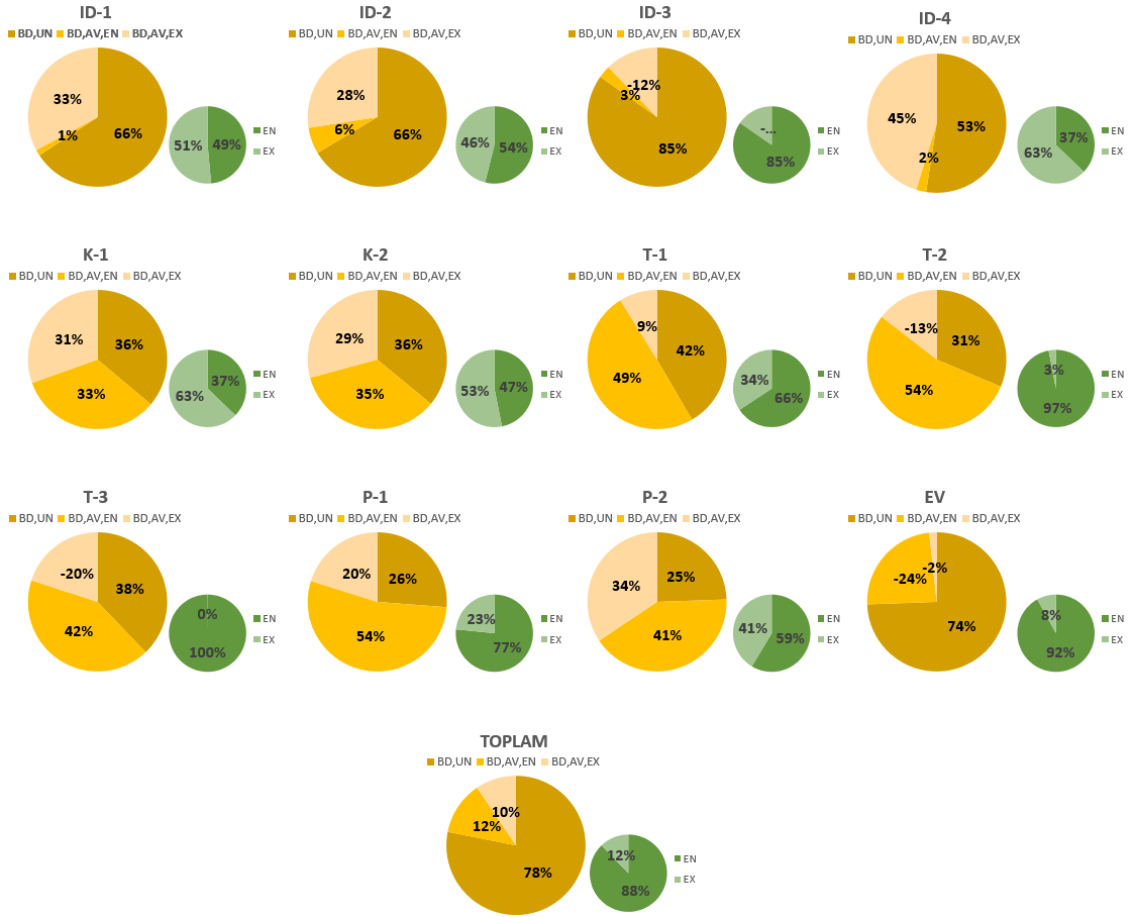 ID-1
BD,UN BD,AV,EN BD,AV,EX
33%
1%
66%
51% 49%
EN
EX
ID-2
BD,UN BD,AV,EN BD,AV,EX
28%
6%
66%
46% 54%
EN
EX
ID-3
BD,UN BD,AV,EN BD,AV,EX
-12%
3%
85%
-...
85%
EN
EX
ID-4
BD,UN BD,AV,EN BD,AV,EX
45%
2%
53%
37%
63%
EN
EX
K-1
BD,UN BD,AV,EN BD,AV,EX
31%
36%
33%
37%
63%
EN
EX
K-2
BD,UN BD,AV,EN BD,AV,EX
29%
36%
35%
53% 47%
EN
EX
T-1
BD,UN BD,AV,EN BD,AV,EX
9%
42%
49%
34%
66%
EN
EX
T-2
BD,UN BD,AV,EN BD,AV,EX
-13%
31%
54%
3%
97%
EN
EX
T-3
BD,UN BD,AV,EN BD,AV,EX
-20%
38%
42%
0%
100%
EN
EX
P-1
BD,UN BD,AV,EN BD,AV,EX
20%
26%
54%
23%
77%
EN
EX
P-2
BD,UN BD,AV,EN BD,AV,EX
34%
25%
41%
41%
59%
EN
EX
EV
BD,UN BD,AV,EN BD,AV,EX
-2%
-24%
74%
8%
92%
EN
EX
TOPLAM
BD,UN BD,AV,EN BD,AV,EX
10%
12%
78%
12%
88%
EN
EX